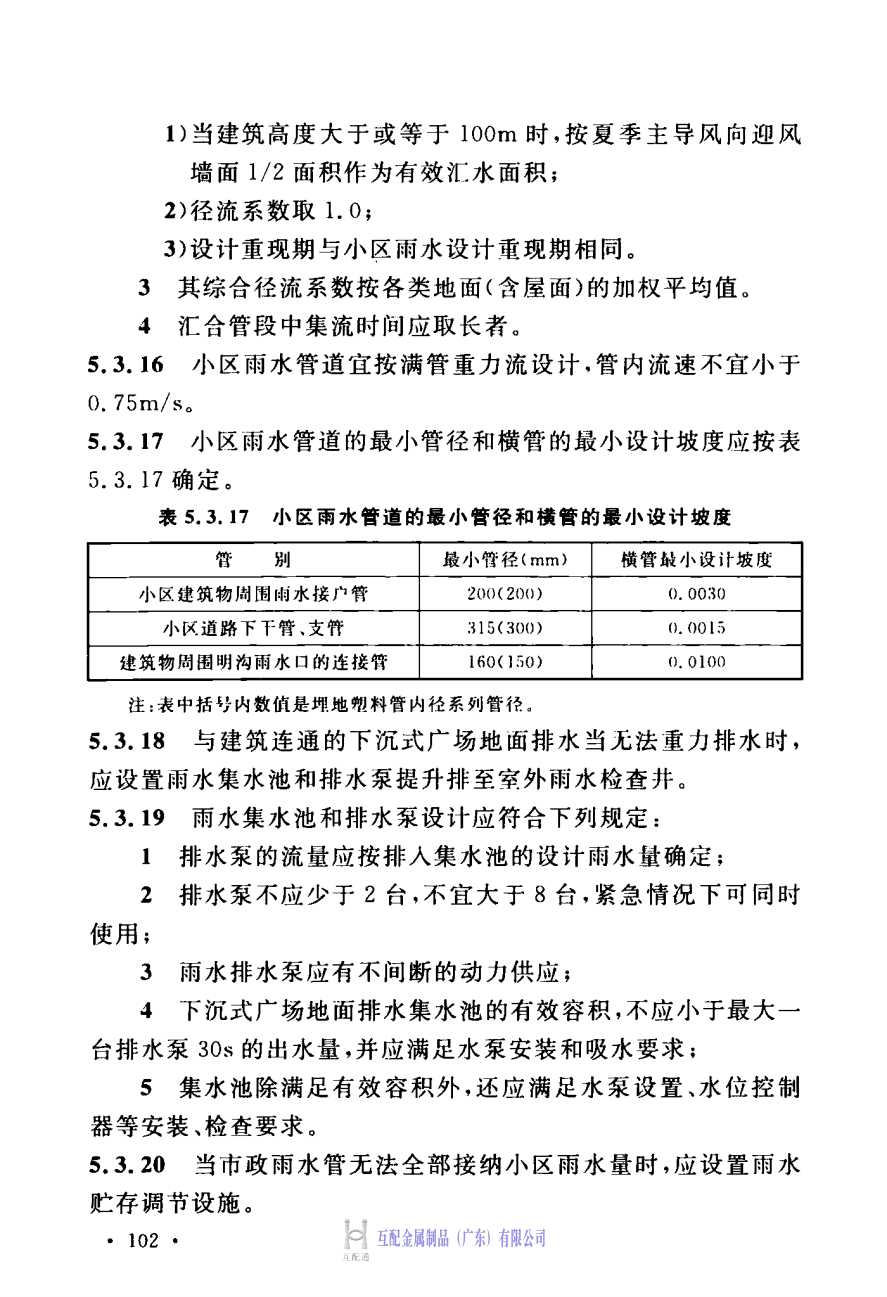 1)当建筑高度大于或等于 100m 时,按夏季主导风向迎风
墙面 1/2 面积作为有效汇水面积;
2)径流系数取 1.0;
3)设计重现期与小区雨水设计重现期相同。
3 其综合径流系数按各类地面(含屋面)的加权平均值。
4 汇合管段中集流时间应取长者。
5.3.16 小区雨水管道宜按满管重力流设计,管内流速不宜小于
0.75m/s。
5.3.17 小区雨水管道的最小管径和横管的最小设计坡度应按表
5.3.17 确定。
表 5.3.17 小区雨水管道的最小管径和横管的最小设计坡度
管 别 最小管径(mm) 横管最小设计坡度
小区建筑物周围雨水接户管 200(200) 0.0030
小区道路下干管、支管 315(300) 0.0015
建筑物周围明沟雨水口的连接管 160(150) 0.0100
注:表中括号内数值是埋地塑料管内径系列管径。
5.3.18 与建筑连通的下沉式广场地面排水当无法重力排水时,
应设置雨水集水池和排水泵提升排至室外雨水检查井。
5.3.19 雨水集水池和排水泵设计应符合下列规定:
1 排水泵的流量应按排入集水池的设计雨水量确定;
2 排水泵不应少于 2 台,不宜大于 8 台,紧急情况下可同时
使用;
3 雨水排水泵应有不间断的动力供应;
4 下沉式广场地面排水集水池的有效容积,不应小于最大一
台排水泵 30s 的出水量,并应满足水泵安装和吸水要求;
5 集水池除满足有效容积外,还应满足水泵设置、水位控制
器等安装、检查要求。
5.3.20 当市政雨水管无法全部接纳小区雨水量时,应设置雨水
贮存调节设施。
· 102 ·
互配金属制品(广东)有限公司
互配通